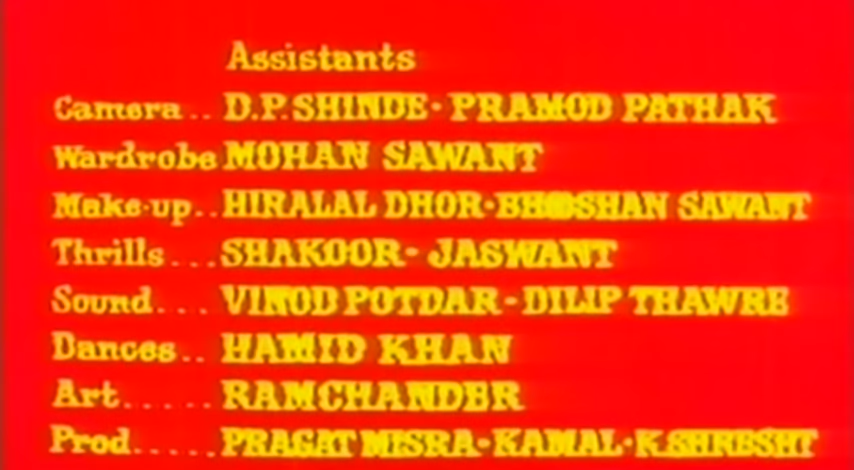 Assistants
Camera.. D.P. SHINDE - PRAMOD PATHAK
Wardrobe MOHAN SAWANT
Make-up.. HIRALAL DHOR - BHOOSHAN SAWANT
Thrills... SHAKOOR - JASWANT
Sound... VINOD POTDAR - DILIP THAWRE
Dances.. HAMID KHAN
Art..... RAMCHANDER
Prod..... PRAGAT MISRA - KAMAL - K.SHRESHT